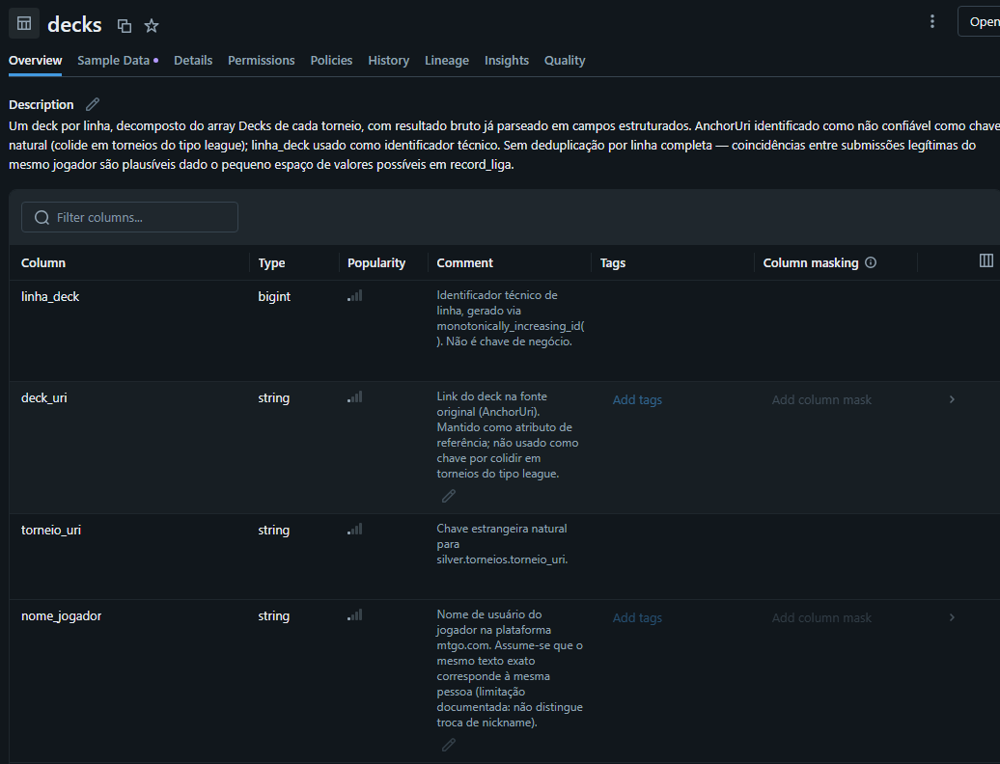 decks
Open
Overview Sample Data Details Permissions Policies History Lineage Insights Quality
Description
Um deck por linha, decomposto do array Decks de cada torneio, com resultado bruto já parseado em campos estruturados. AnchorUri identificado como não confiável como chave
natural (colide em torneios do tipo league); linha_deck usado como identificador técnico. Sem deduplicação por linha completa — coincidências entre submissões legítimas do
mesmo jogador são plausíveis dado o pequeno espaço de valores possíveis em record_liga.
Filter columns...
Column Type Popularity Comment Tags Column masking
linha_deck bigint
Identificador técnico de
linha, gerado via
monotonically_increasing_id(
). Não é chave de negócio.
deck_uri string
Link do deck na fonte
original (AnchorUri).
Mantido como atributo de
referência; não usado como
chave por colidir em
torneios do tipo league.
Add tags Add column mask
torneio_uri string
Chave estrangeira natural
para
silver.torneios.torneio_uri.
nome_jogador string
Nome de usuário do
jogador na plataforma
mtgo.com. Assume-se que o
mesmo texto exato
corresponde à mesma
pessoa (limitação
documentada: não distingue
troca de nickname).
Add tags Add column mask